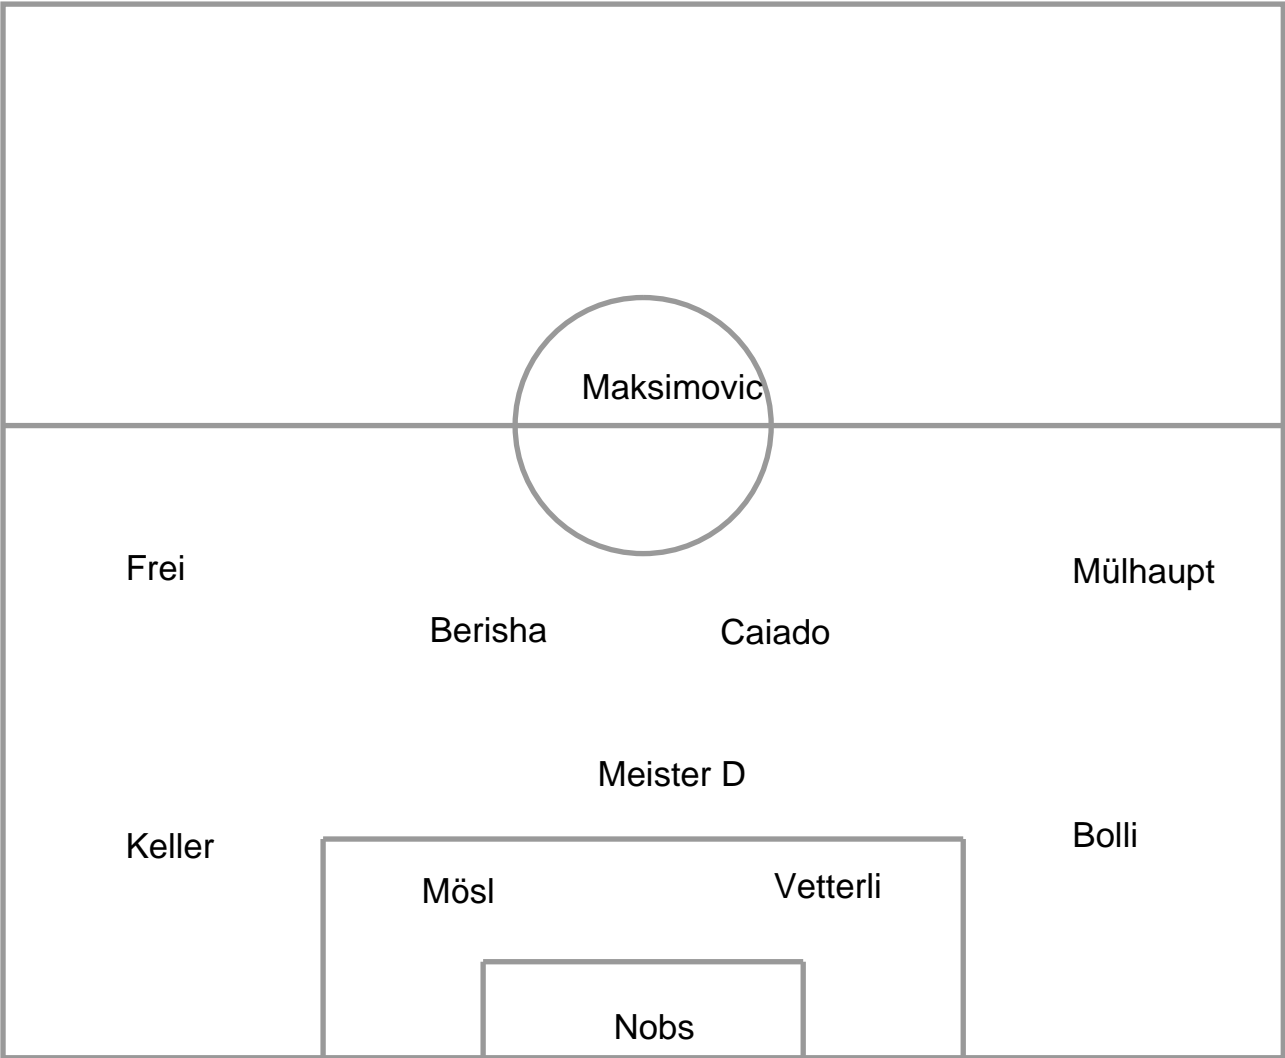 Maksimovic
Frei
Mülhaupt
Berisha
Caiado
Meister D
Keller
Bolli
Mösl
Vetterli
Nobs